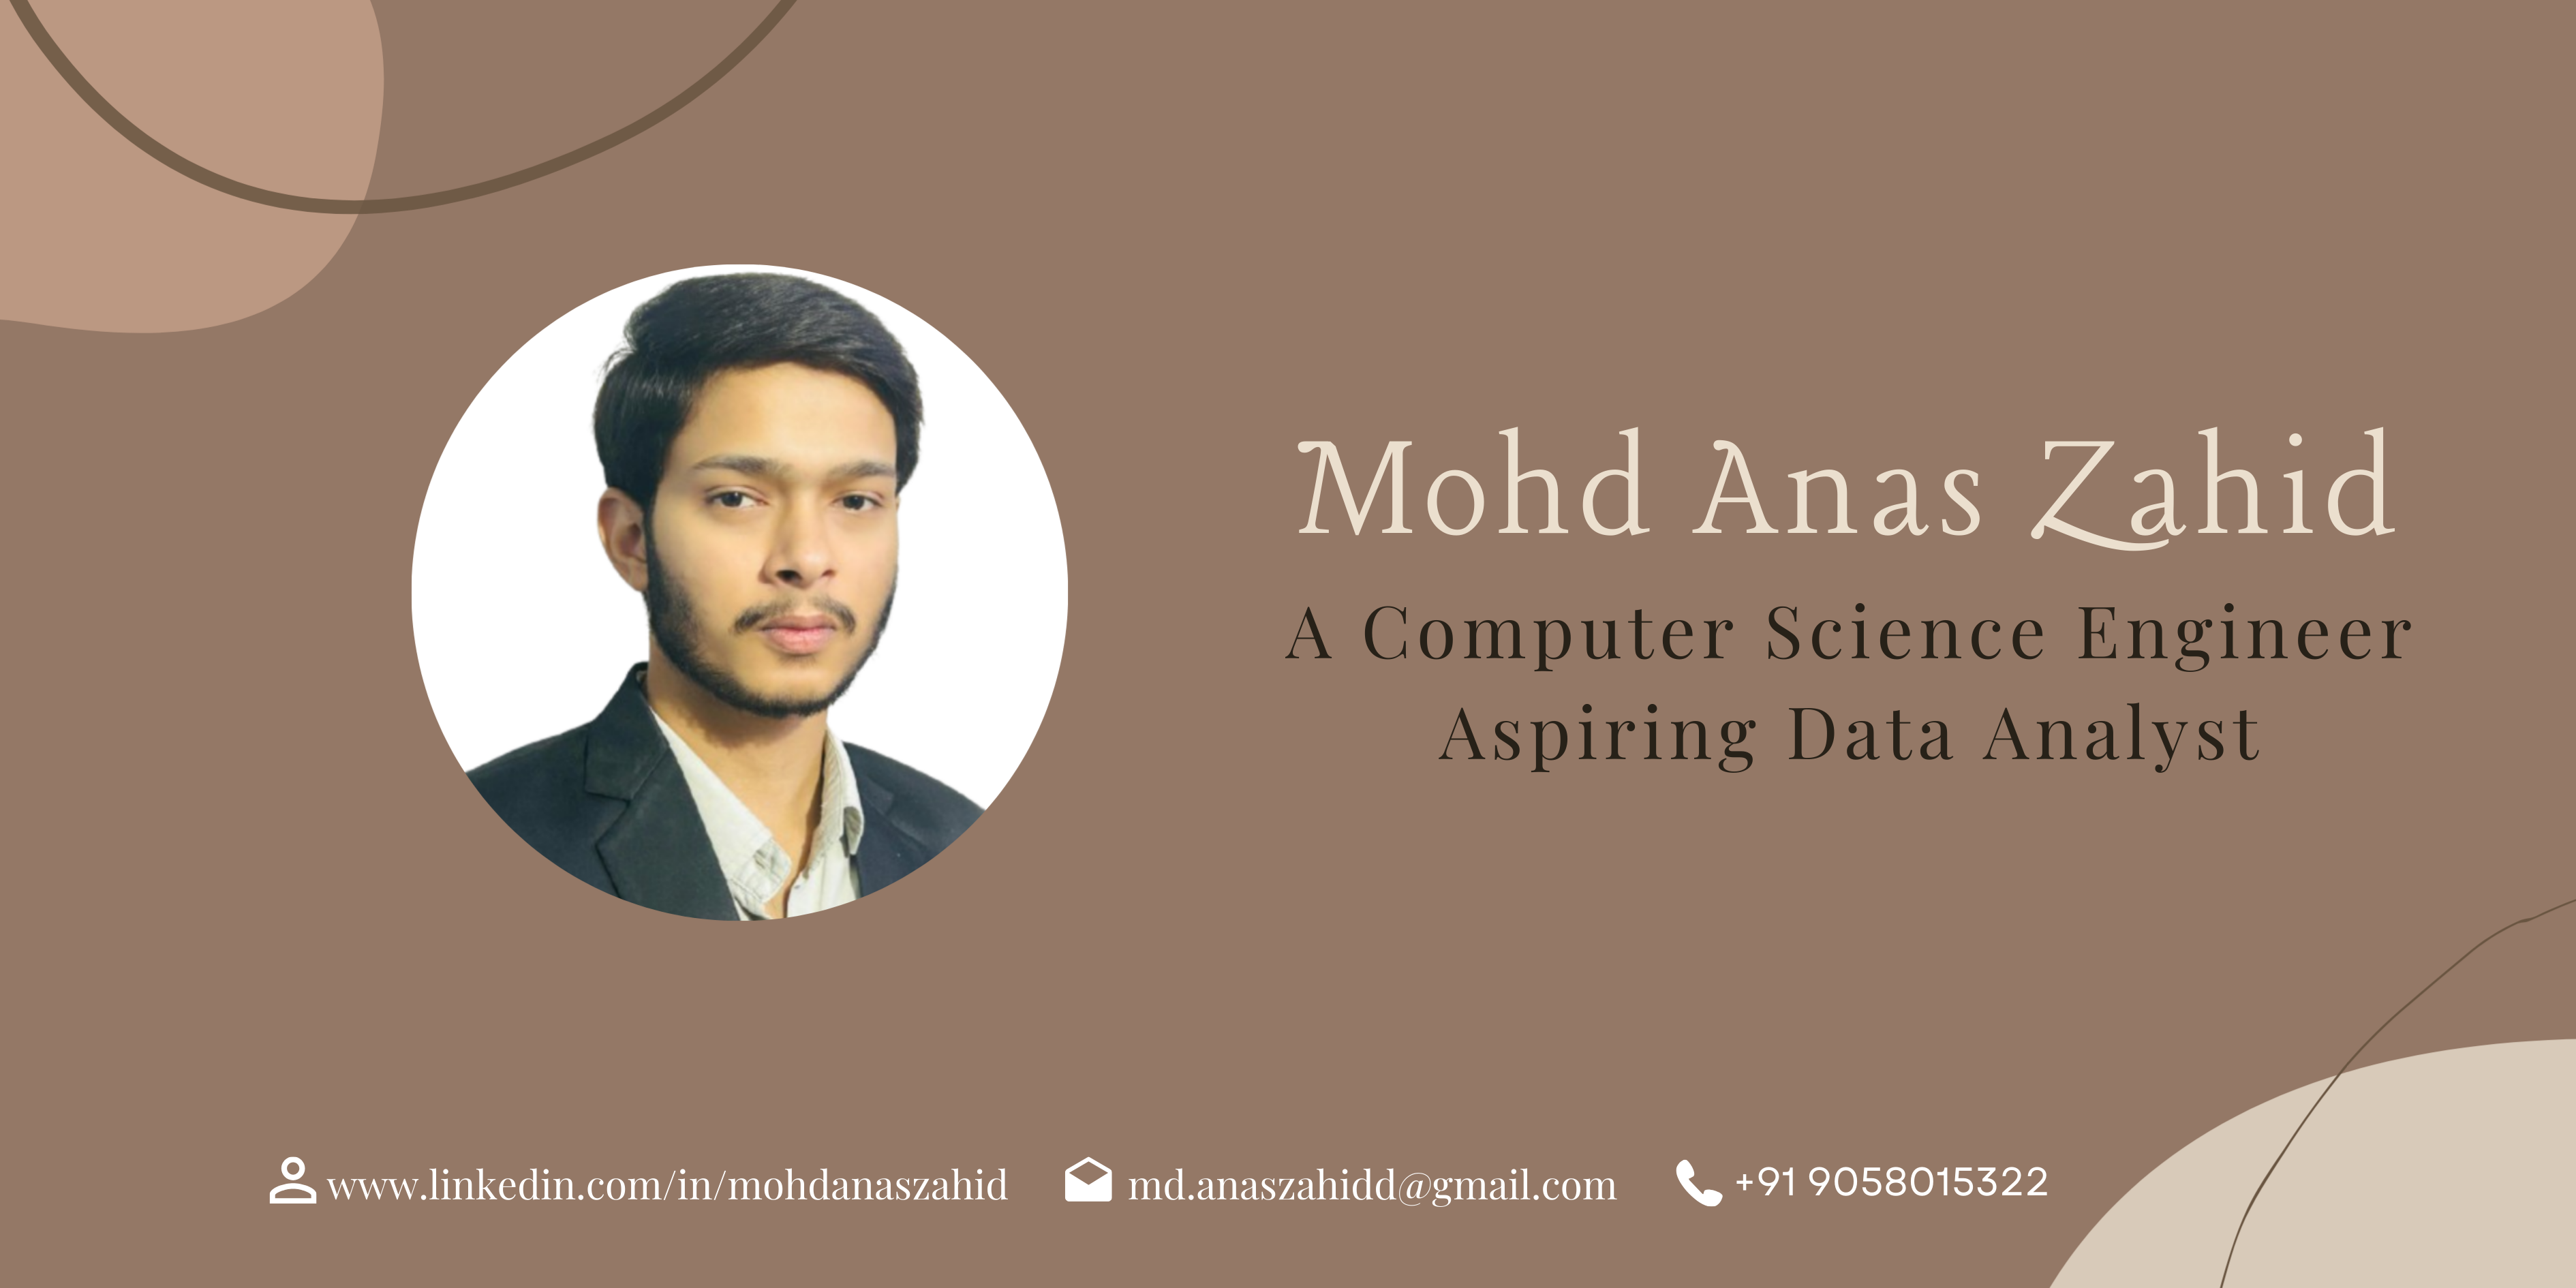 Mohd Anas Zahid
A Computer Science Engineer
Aspiring Data Analyst
www.linkedin.com/in/mohdanaszahid
md.anaszahidd@gmail.com
+91 9058015322